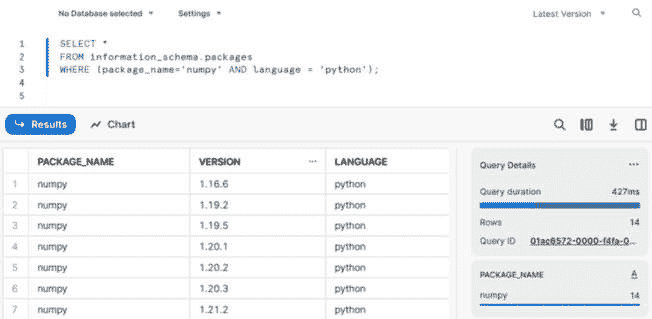 No Database selected
Settings
Latest Version
1 SELECT *
2 FROM information_schema.packages
3 WHERE (package_name='numpy' AND language = 'python');
4
5
Results
Chart
PACKAGE_NAME VERSION ... LANGUAGE
1 numpy 1.16.6 python
2 numpy 1.19.2 python
3 numpy 1.19.5 python
4 numpy 1.20.1 python
5 numpy 1.20.2 python
6 numpy 1.20.3 python
7 numpy 1.21.2 python
Query Details ...
Query duration 427ms
Rows 14
Query ID 01ac6572-0000-f4fa-0...
PACKAGE_NAME A
numpy 14